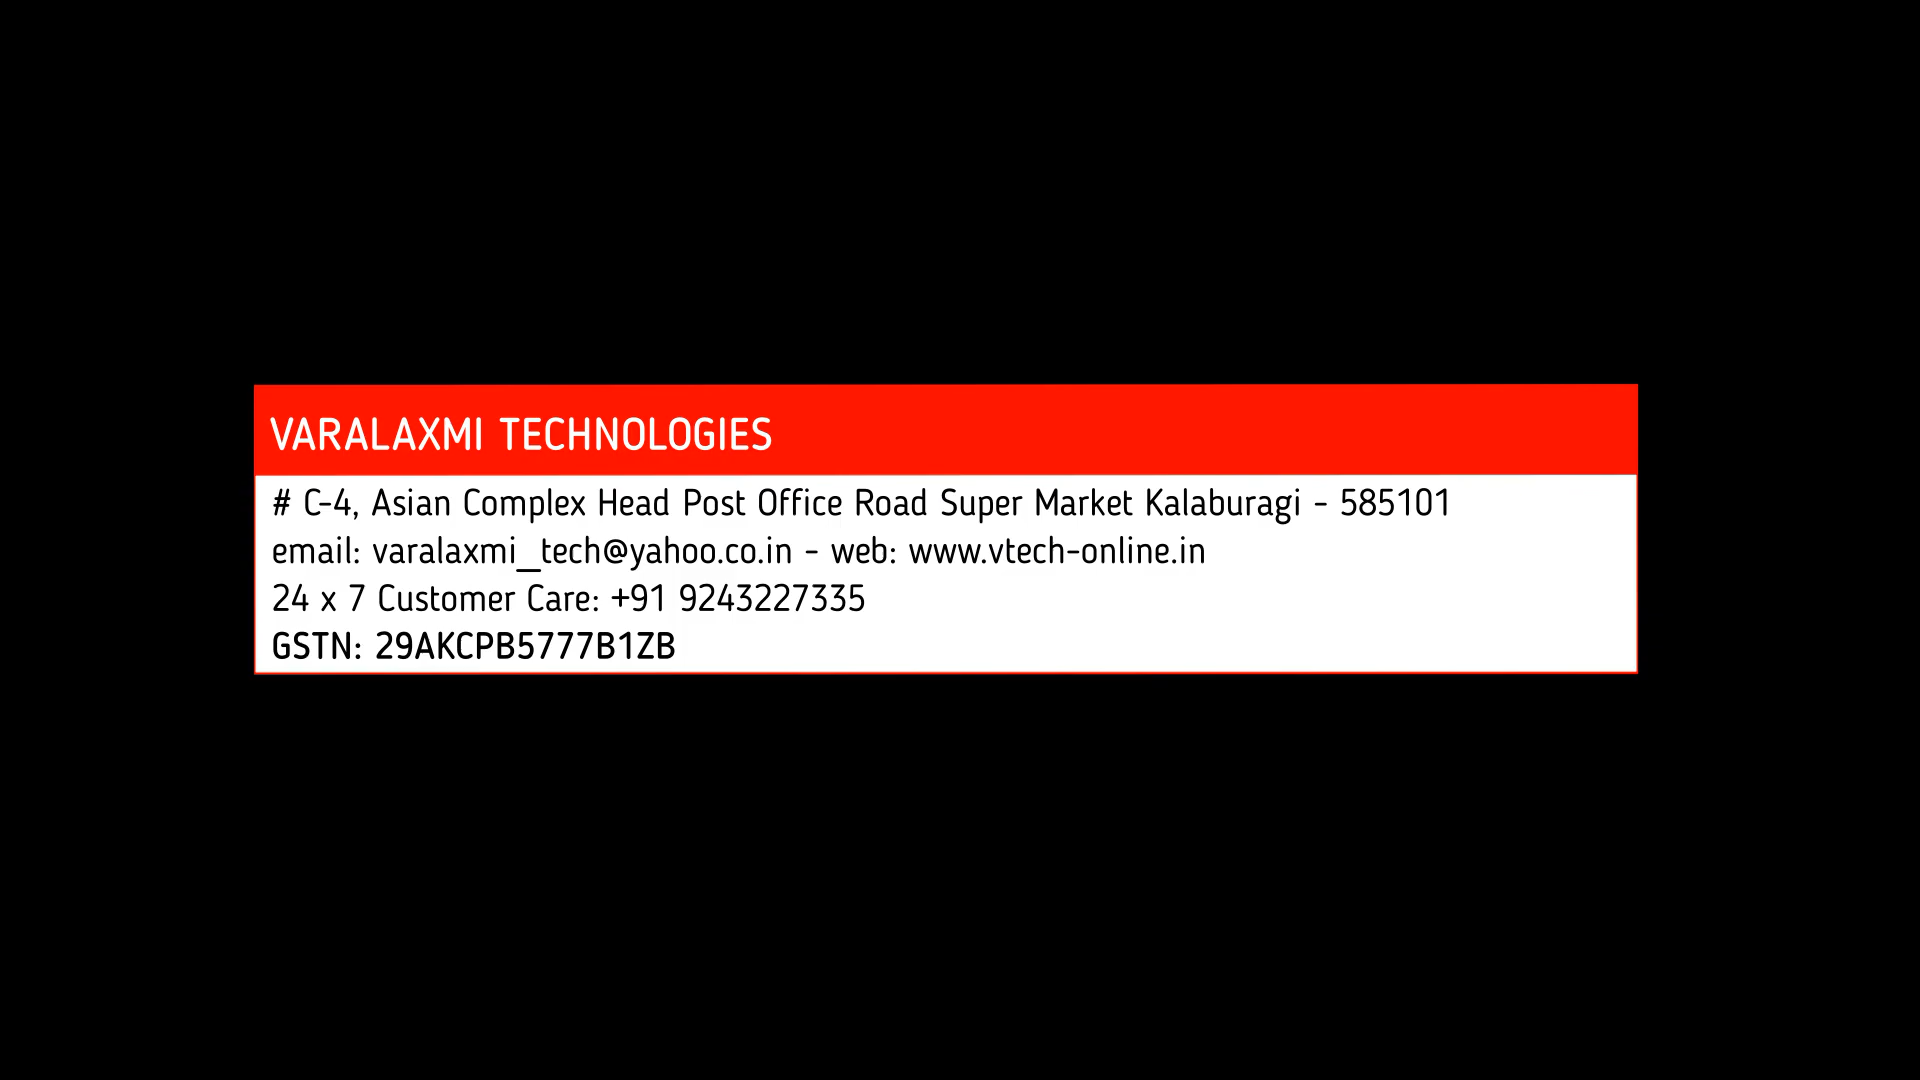 VARALAXMI TECHNOLOGIES
# C-4, Asian Complex Head Post Office Road Super Market Kalaburagi - 585101
email: varalaxmi_tech@yahoo.co.in - web: www.vtech-online.in
24 x 7 Customer Care: +91 9243227335
GSTN: 29AKCPB5777B1ZB